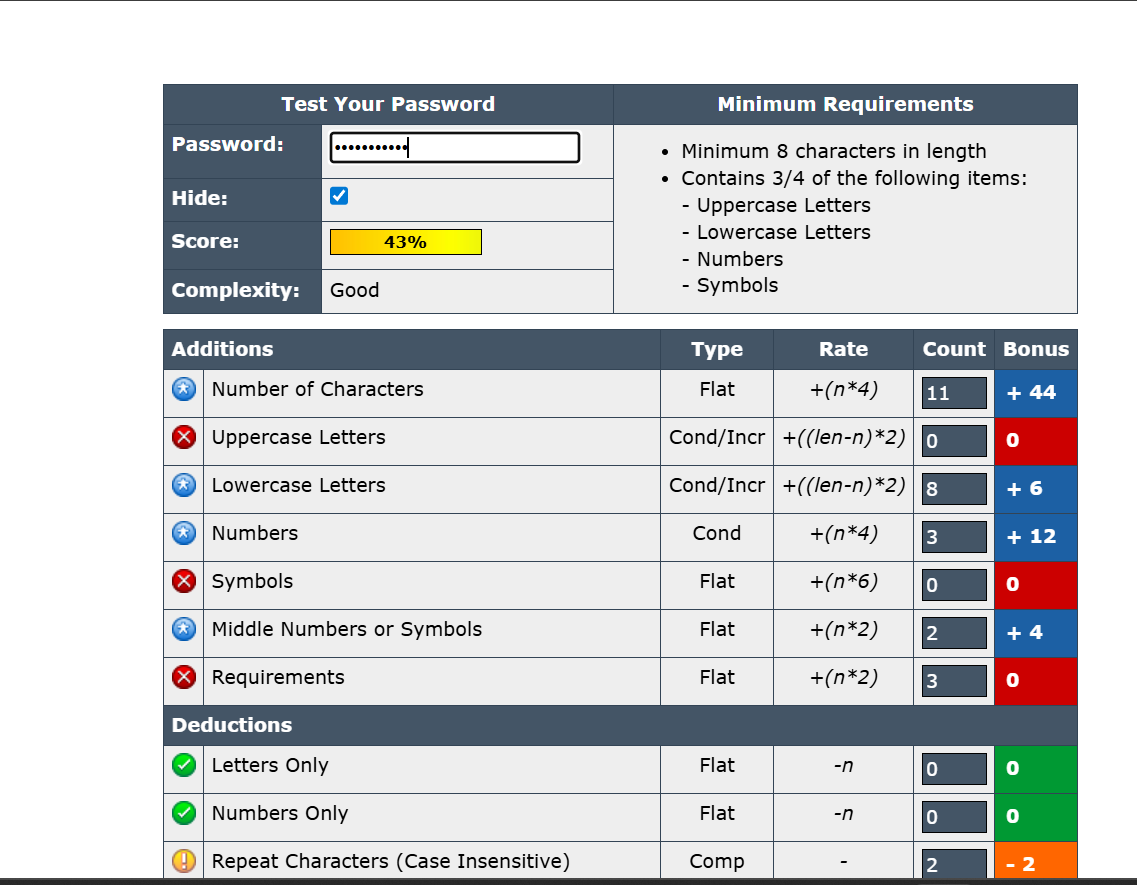 Test Your Password
Minimum Requirements
Password: •••••••••••
Hide:
Score: 43%
Complexity: Good
• Minimum 8 characters in length
• Contains 3/4 of the following items:
- Uppercase Letters
- Lowercase Letters
- Numbers
- Symbols
Additions Type Rate Count Bonus
Number of Characters Flat +(n*4) 11 + 44
Uppercase Letters Cond/Incr +((len-n)*2) 0 0
Lowercase Letters Cond/Incr +((len-n)*2) 8 + 6
Numbers Cond +(n*4) 3 + 12
Symbols Flat +(n*6) 0 0
Middle Numbers or Symbols Flat +(n*2) 2 + 4
Requirements Flat +(n*2) 3 0
Deductions
Letters Only Flat -n 0 0
Numbers Only Flat -n 0 0
Repeat Characters (Case Insensitive) Comp - 2 - 2